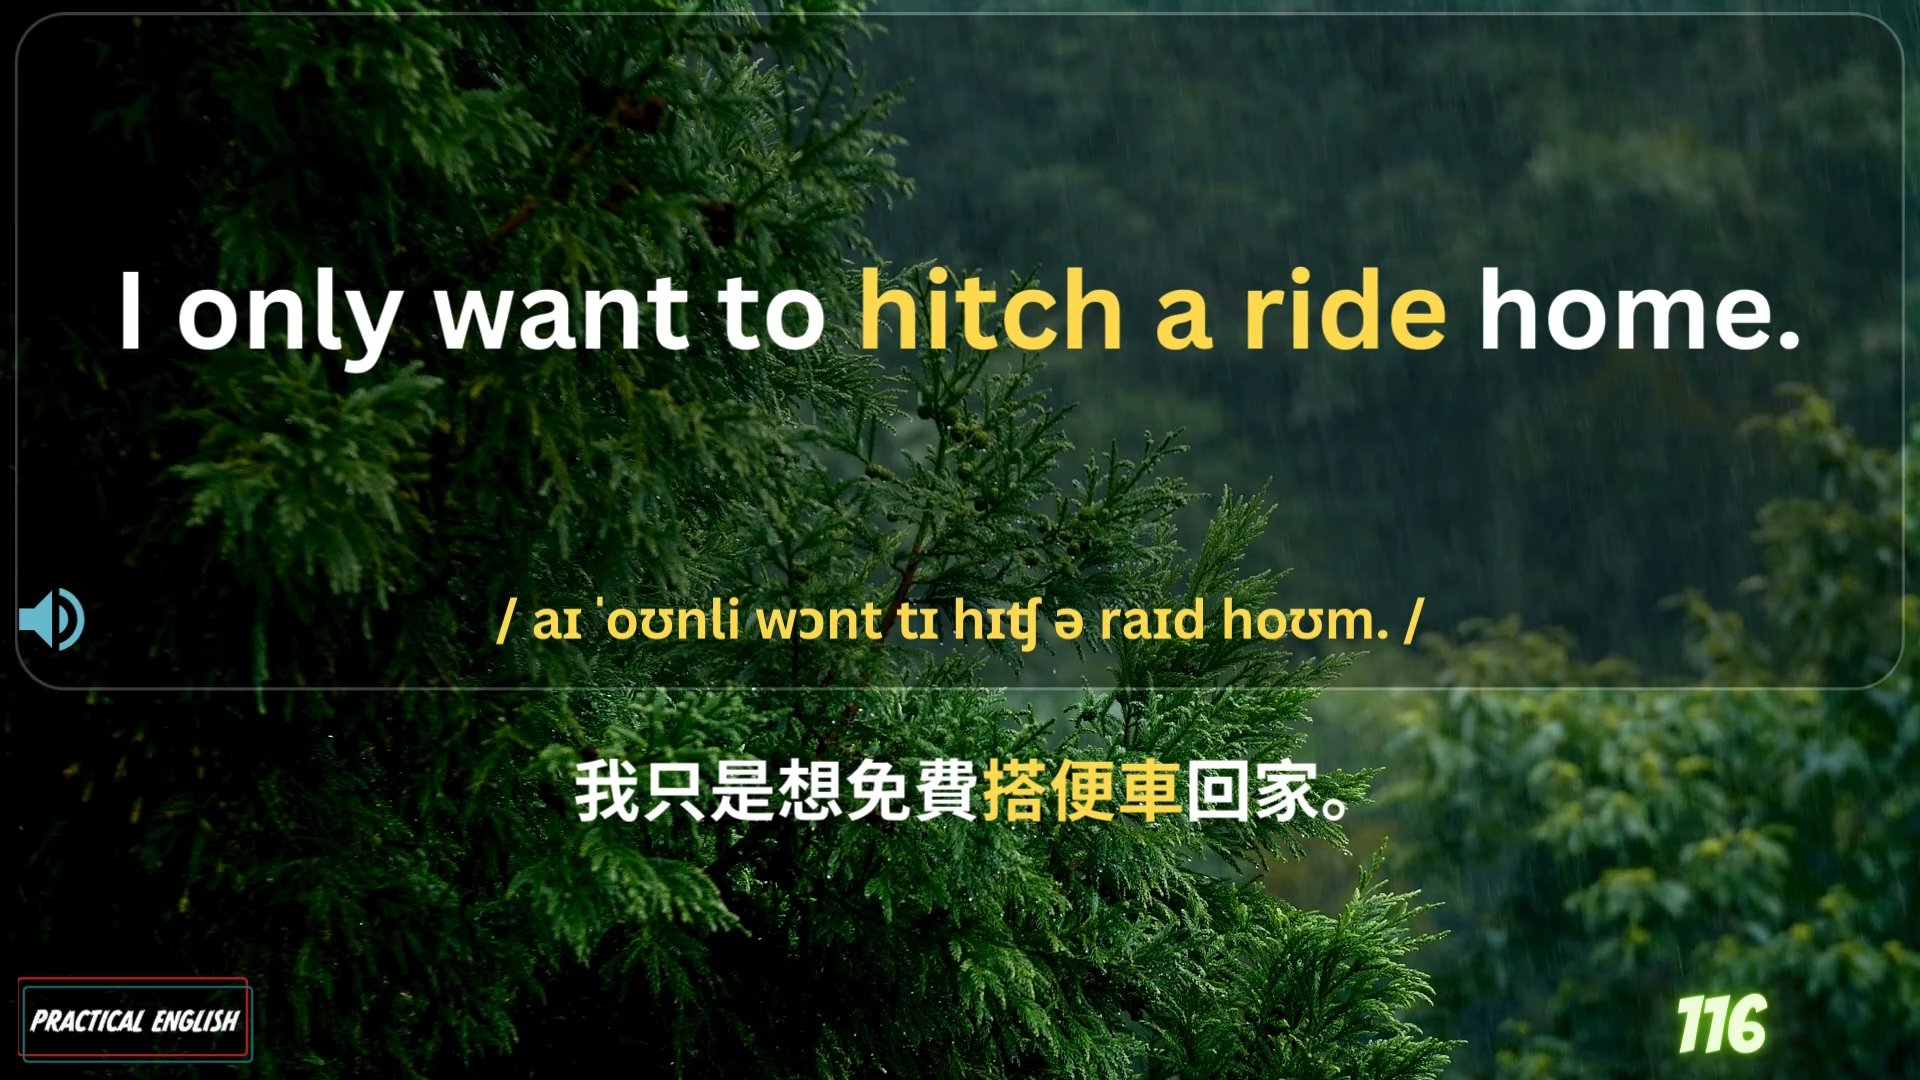 I only want to hitch a ride home.
/ aɪ ˈoʊnli wɔnt tɪ hɪʧ ə raɪd hoʊm. /
我只是想免費搭便車回家。
PRACTICAL ENGLISH
116